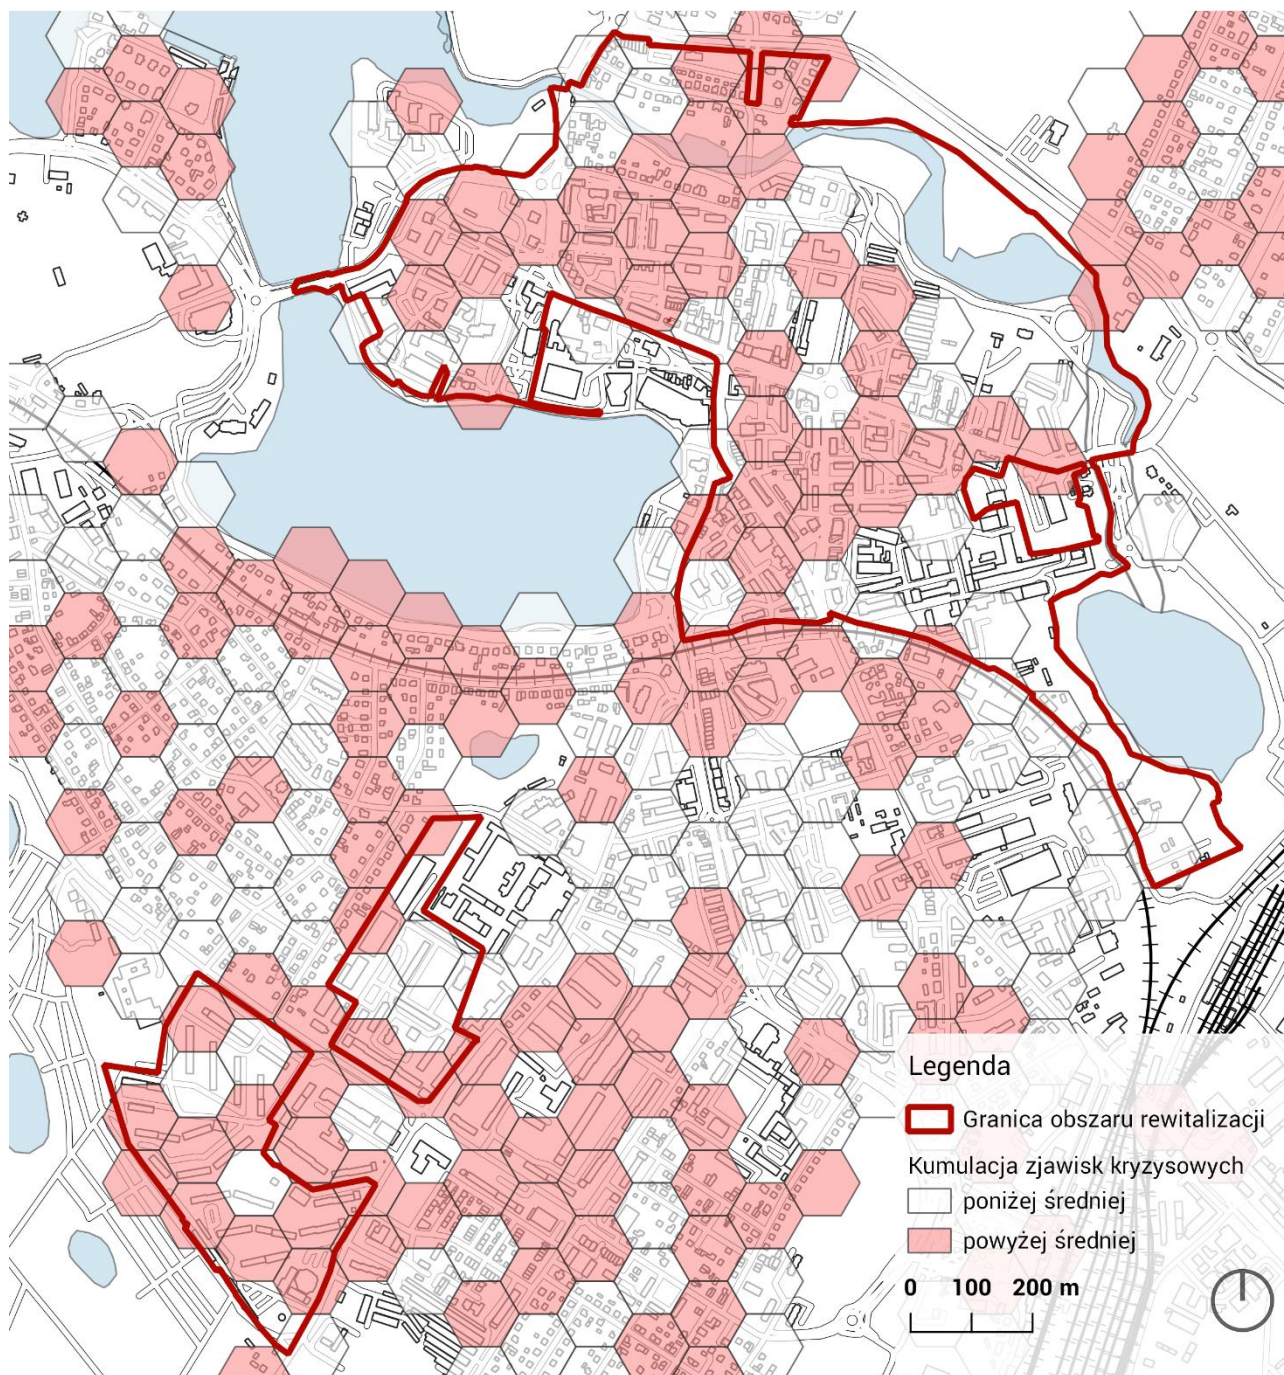 Legenda
Granica obszaru rewitalizacji
Kumulacja zjawisk kryzysowych
poniżej średniej
powyżej średniej
0 100 200 m